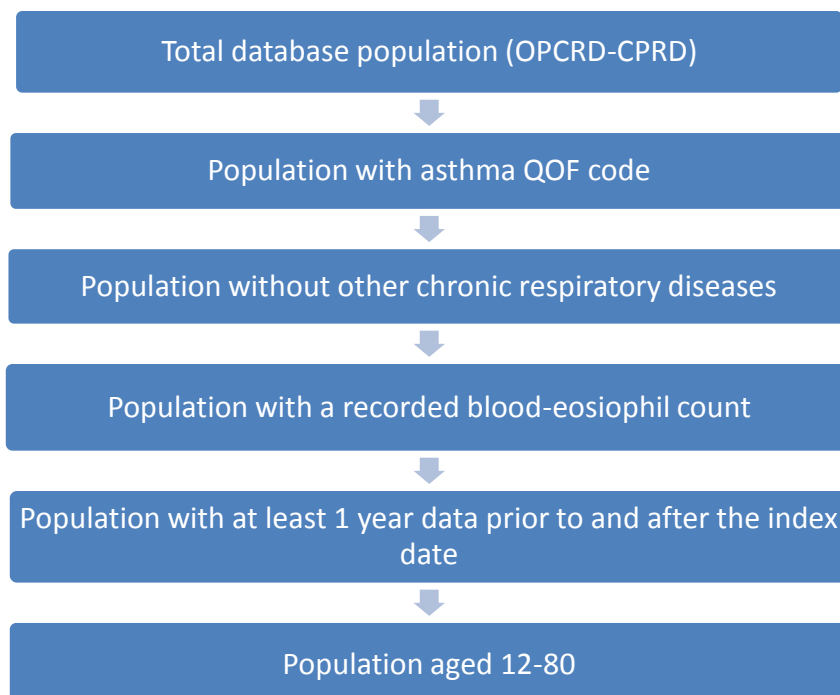 Total database population (OPCRD-CPRD)
Population with asthma QOF code
Population without other chronic respiratory diseases
Population with a recorded blood-eosiophil count
Population with at least 1 year data prior to and after the index
date
Population aged 12-80